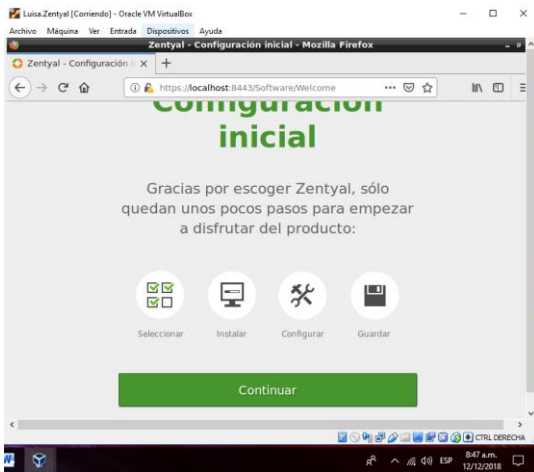 Luisa.Zentyal [Corriendo] - Oracle VM VirtualBox
Archivo Máquina Ver Entrada Dispositivos Ayuda
Zentyal - Configuración inicial - Mozilla Firefox
Zentyal - Configuración in
https://localhost:8443/Software/Welcome
Configuración
inicial
Gracias por escoger Zentyal, sólo
quedan unos pocos pasos para empezar
a disfrutar del producto:
Seleccionar Instalar Configurar Guardar
Continuar
CTRL DERECHA
ESP
8:47 a.m.
12/12/2018